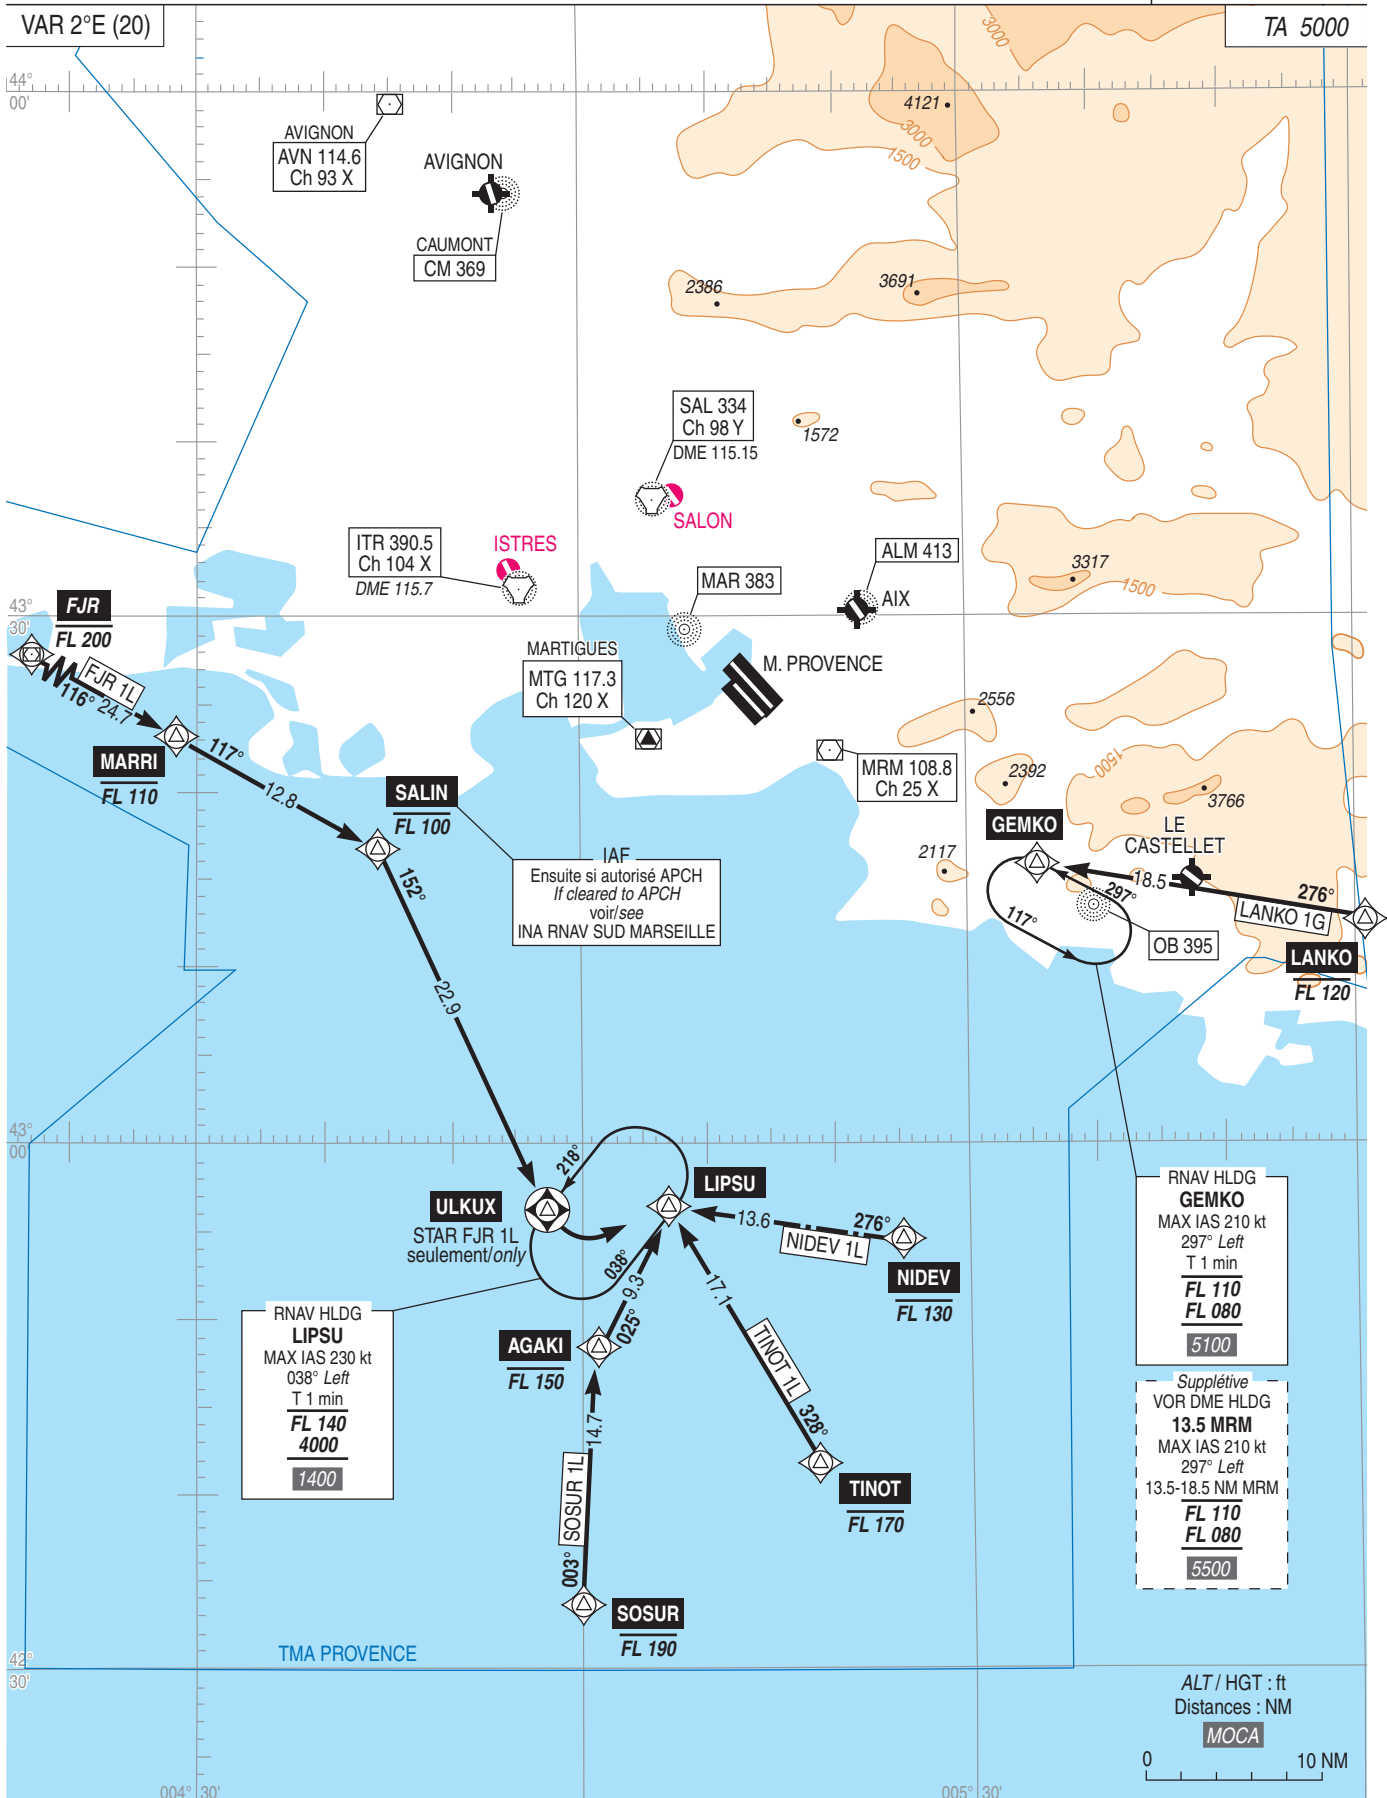 VAR 2°E (20)
TA 5000
44°
00'
3000
4121
3000
1500
AVIGNON
AVN 114.6
Ch 93 X
AVIGNON
CAUMONT
CM 369
2386
3691
SAL 334
Ch 98 Y
DME 115.15
1572
SALON
ITR 390.5
Ch 104 X
DME 115.7
ISTRES
ALM 413
3317
1500
MAR 383
AIX
43°
30'
FJR
FL 200
FJR 1L
116° 24.7
MARTIGUES
MTG 117.3
Ch 120 X
M. PROVENCE
2556
MARRI
FL 110
117°
12.8
SALIN
FL 100
MRM 108.8
Ch 25 X
2392
1500
3766
GEMKO
LE
CASTELLET
2117
IAF
Ensuite si autorisé APCH
If cleared to APCH
voir/see
INA RNAV SUD MARSEILLE
152°
18.5
297°
276°
117°
LANKO 1G
OB 395
LANKO
FL 120
22.9
43°
00'
218°
LIPSU
ULKUX
STAR FJR 1L
seulement/only
13.6
276°
NIDEV 1L
NIDEV
FL 130
038°
9.3
025°
17.1
RNAV HLDG
GEMKO
MAX IAS 210 kt
297° Left
T 1 min
FL 110
FL 080
5100
RNAV HLDG
LIPSU
MAX IAS 230 kt
038° Left
T 1 min
FL 140
4000
1400
AGAKI
FL 150
TINOT 1L
328°
14.7
Supplétive
VOR DME HLDG
13.5 MRM
MAX IAS 210 kt
297° Left
13.5-18.5 NM MRM
FL 110
FL 080
5500
SOSUR 1L
003°
TINOT
FL 170
SOSUR
FL 190
TMA PROVENCE
42°
30'
ALT / HGT : ft
Distances : NM
MOCA
0 10 NM
004° 30'
005° 30'